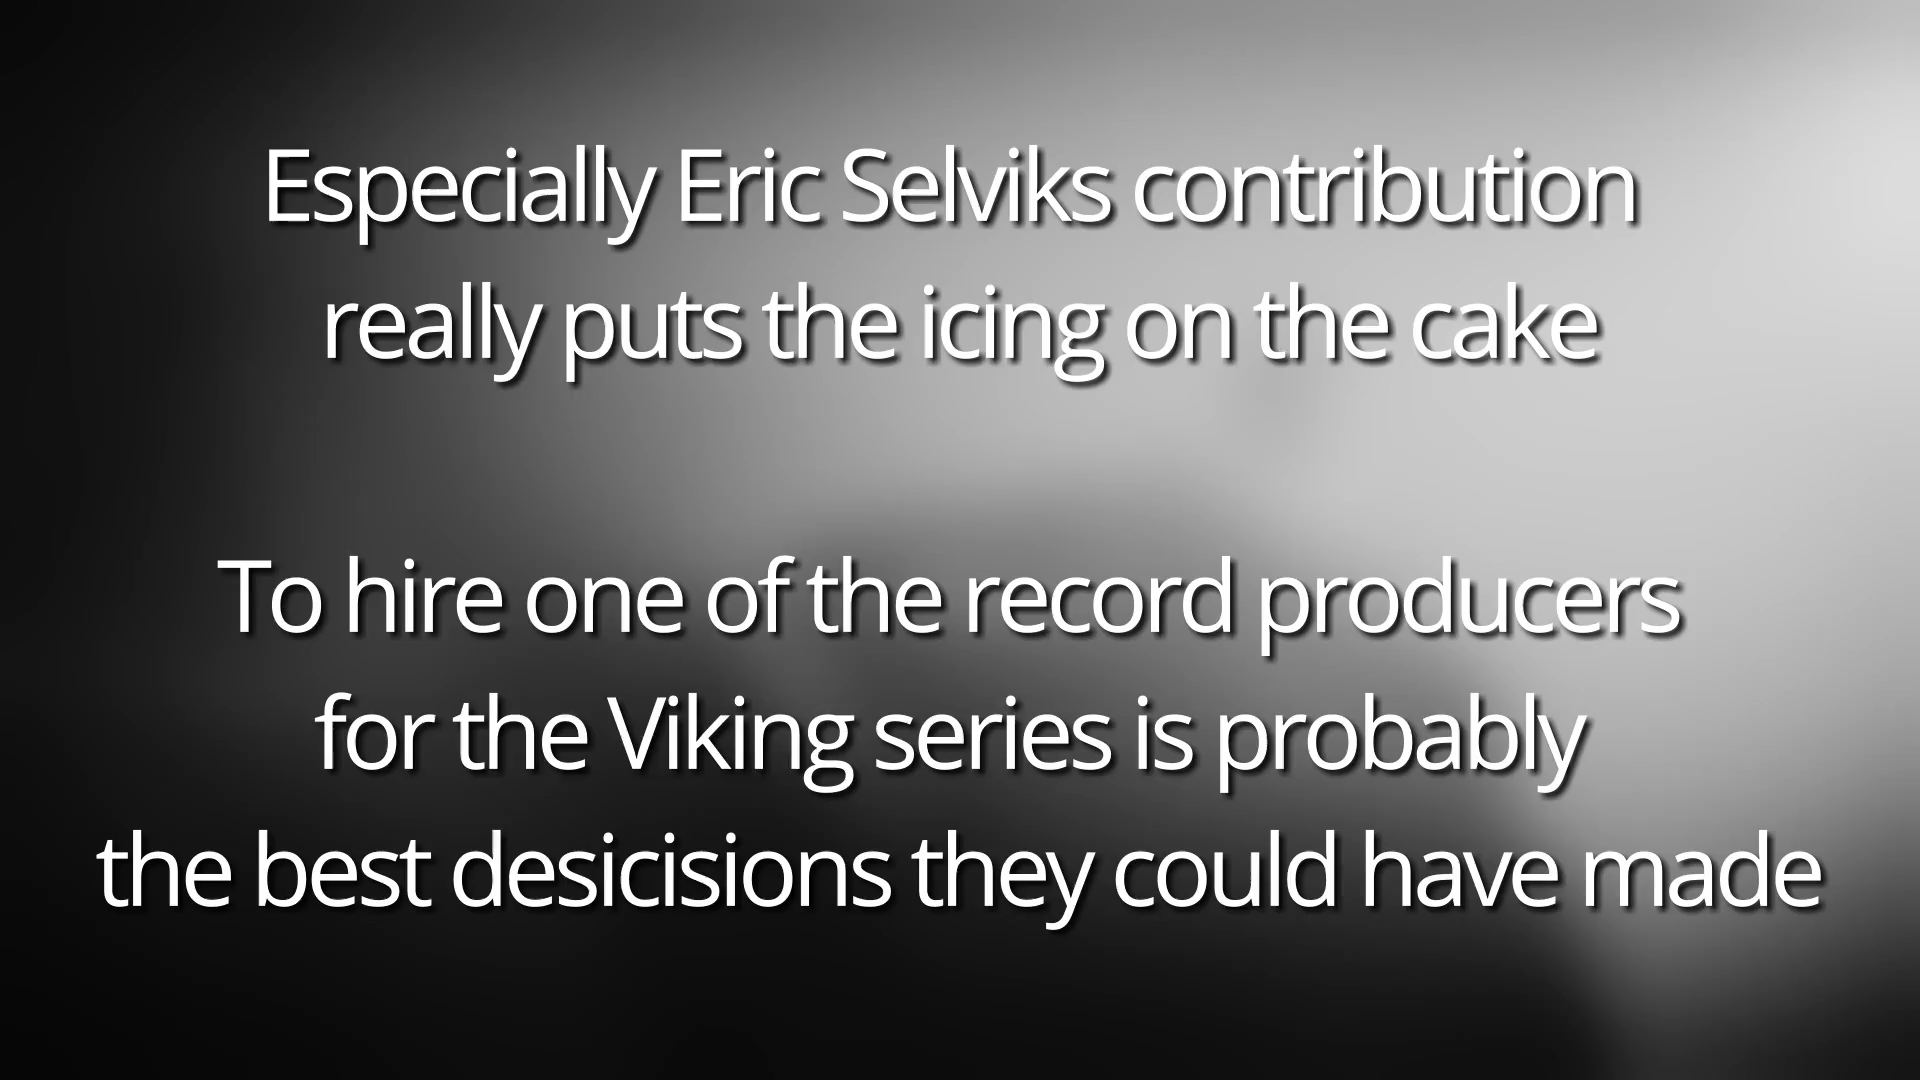 Especially Eric Selviks contribution
really puts the icing on the cake
To hire one of the record producers
for the Viking series is probably
the best desicisions they could have made